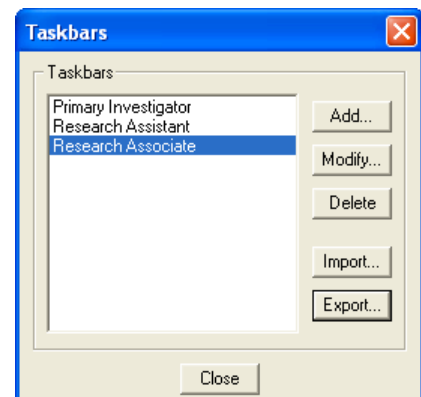 Taskbars
Taskbars
Primary Investigator
Research Assistant
Research Associate
Add...
Modify...
Delete
Import...
Export...
Close